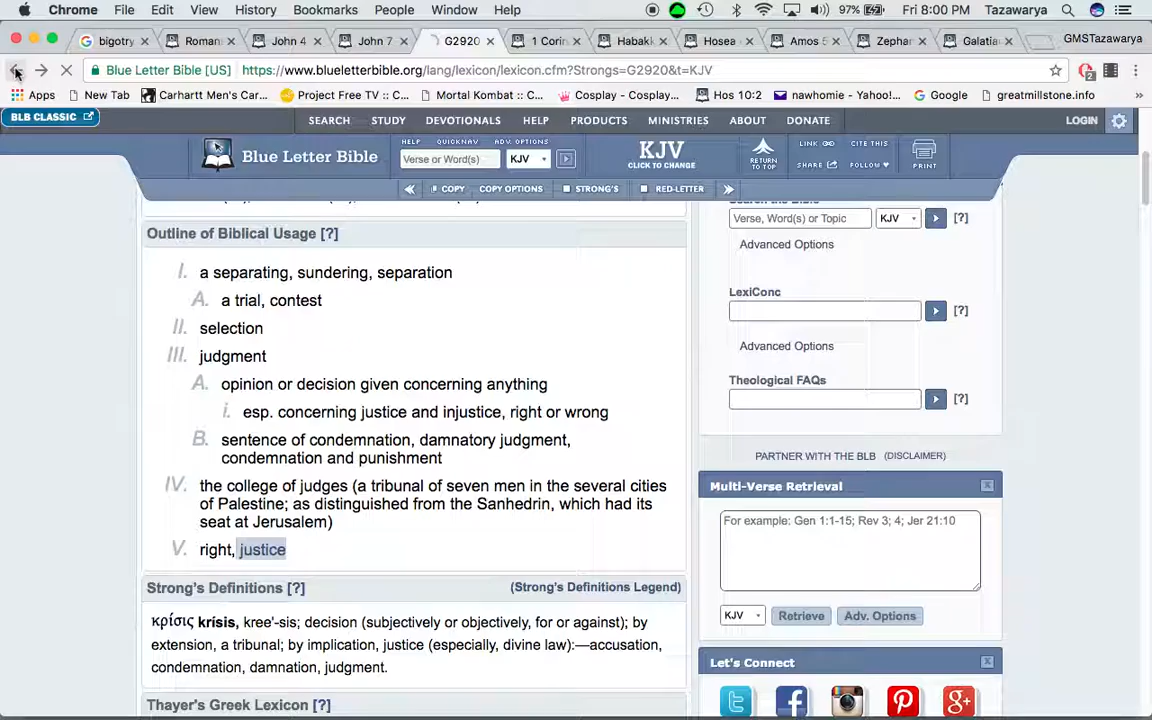 Chrome File Edit View History Bookmarks People Window Help 97% Fri 8:00 PM Tazawarya
bigotry Roman John 4 John 7 G2920 1 Corin Habakk Hosea Amos 5 Zephar Galatia GMSTazawarya
Blue Letter Bible [US] https://www.blueletterbible.org/lang/lexicon/lexicon.cfm?Strongs=G2920&t=KJV 2
Apps New Tab Carhartt Men's Car... Project Free TV :: C... Mortal Kombat :: C... Cosplay - Cosplay... Hos 10:2 nawhomie - Yahoo!... Google greatmillstone.info »
BLB CLASSIC SEARCH STUDY DEVOTIONALS HELP PRODUCTS MINISTRIES ABOUT DONATE LOGIN
HELP QUICKNAV ADV. OPTIONS
Blue Letter Bible Verse or Word(s) KJV KJV CLICK TO CHANGE RETURN TO TOP LINK CITE THIS SHARE FOLLOW PRINT
COPY COPY OPTIONS STRONG'S RED-LETTER
Outline of Biblical Usage [?]
I. a separating, sundering, separation
A. a trial, contest
II. selection
III. judgment
A. opinion or decision given concerning anything
i. esp. concerning justice and injustice, right or wrong
B. sentence of condemnation, damnatory judgment,
condemnation and punishment
IV. the college of judges (a tribunal of seven men in the several cities
of Palestine; as distinguished from the Sanhedrin, which had its
seat at Jerusalem)
V. right, justice
Strong's Definitions [?] (Strong's Definitions Legend)
κρίσις krísis, kree'-sis; decision (subjectively or objectively, for or against); by
extension, a tribunal; by implication, justice (especially, divine law):—accusation,
condemnation, damnation, judgment.
Thayer's Greek Lexicon [?]
Verse, Word(s) or Topic KJV [?]
Advanced Options
LexiConc
[?]
Advanced Options
Theological FAQs
[?]
PARTNER WITH THE BLB (DISCLAIMER)
Multi-Verse Retrieval
For example: Gen 1:1-15; Rev 3; 4; Jer 21:10
KJV Retrieve Adv. Options
Let's Connect